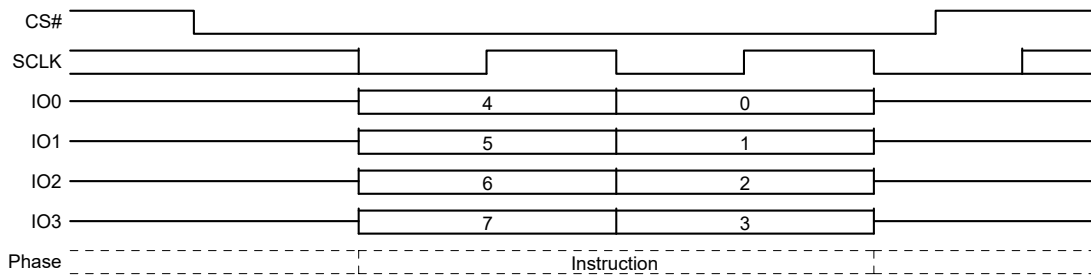 CS#
SCLK
IO0 4 0
IO1 5 1
IO2 6 2
IO3 7 3
Phase Instruction